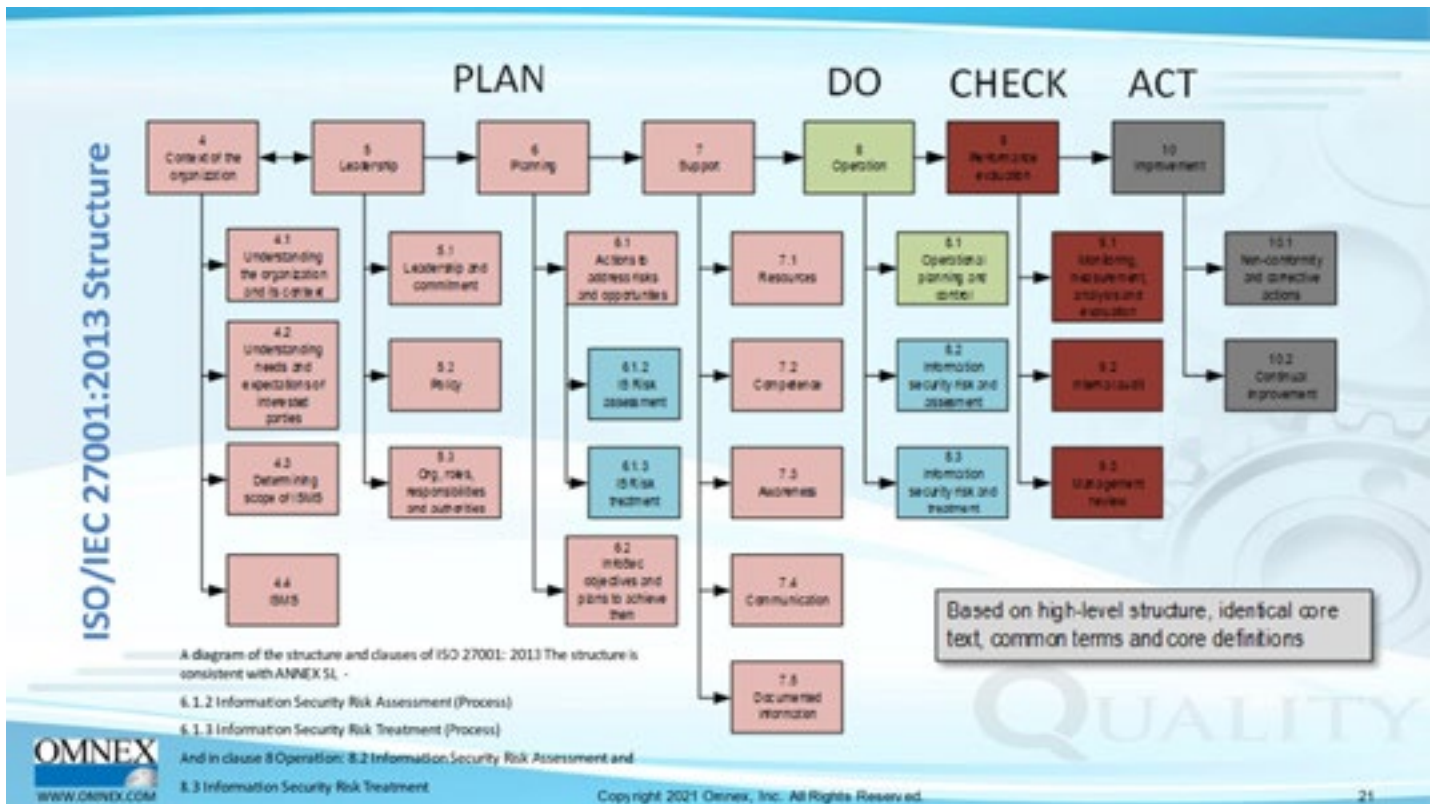 PLAN
DO
CHECK
ACT
ISO/IEC 27001:2013 Structure
4
Context of the
organization
5
Leadership
6
Planning
7
Support
8
Operation
9
Performance
evaluation
10
Improvement
4.1
Understanding
the organization
and its context
4.2
Understanding
needs and
expectations of
interested
parties
4.3
Determining
scope of ISMS
4.4
ISMS
5.1
Leadership and
commitment
5.2
Policy
5.3
Org, roles,
responsibilities
and authorities
6.1
Actions to
address risks
and opportunities
6.1.2
IS Risk
assessment
6.1.3
IS Risk
treatment
6.2
InfoSec
objectives and
plans to achieve
them
7.1
Resources
7.2
Competence
7.3
Awareness
7.4
Communication
7.5
Documented
information
8.1
Operational
planning and
control
8.2
Information
security risk and
assesment
8.3
Information
security risk and
treatment
9.1
Monitoring,
measurement,
analysis and
evaluation
9.2
Internal audit
9.3
Management
review
10.1
Non-conformity
and corrective
actions
10.2
Continual
improvement
Based on high-level structure, identical core
text, common terms and core definitions
A diagram of the structure and clauses of ISO 27001: 2013 The structure is
consistent with ANNEX SL -
6.1.2 Information Security Risk Assessment (Process)
6.1.3 Information Security Risk Treatment (Process)
And in clause 8 Operation: 8.2 Information Security Risk Assessment and
8.3 Information Security Risk Treatment
QUALITY
OMNEX
WWW.OMNEX.COM
Copyright 2021 Omnex, Inc. All Rights Reserved.
21